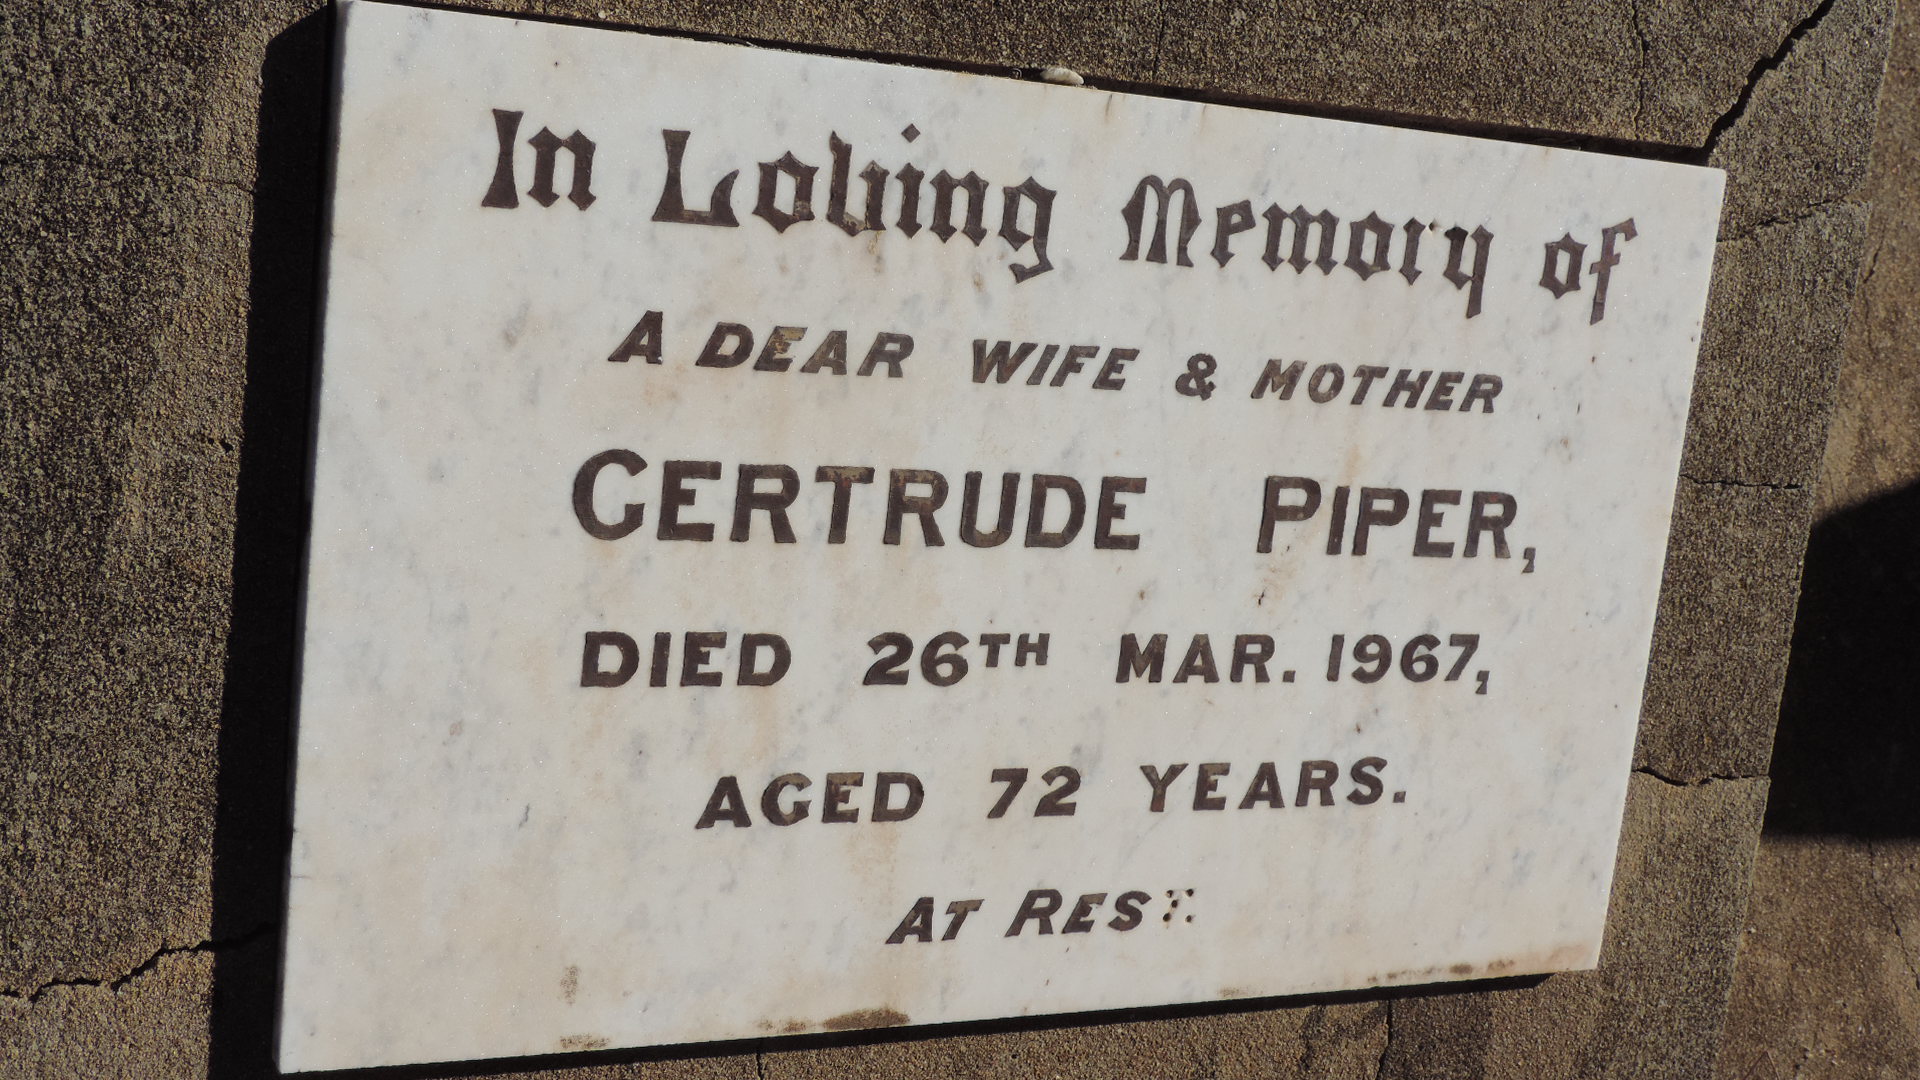 In Loving Memory of
A DEAR WIFE & MOTHER
GERTRUDE PIPER,
DIED 26TH MAR. 1967,
AGED 72 YEARS.
AT REST.